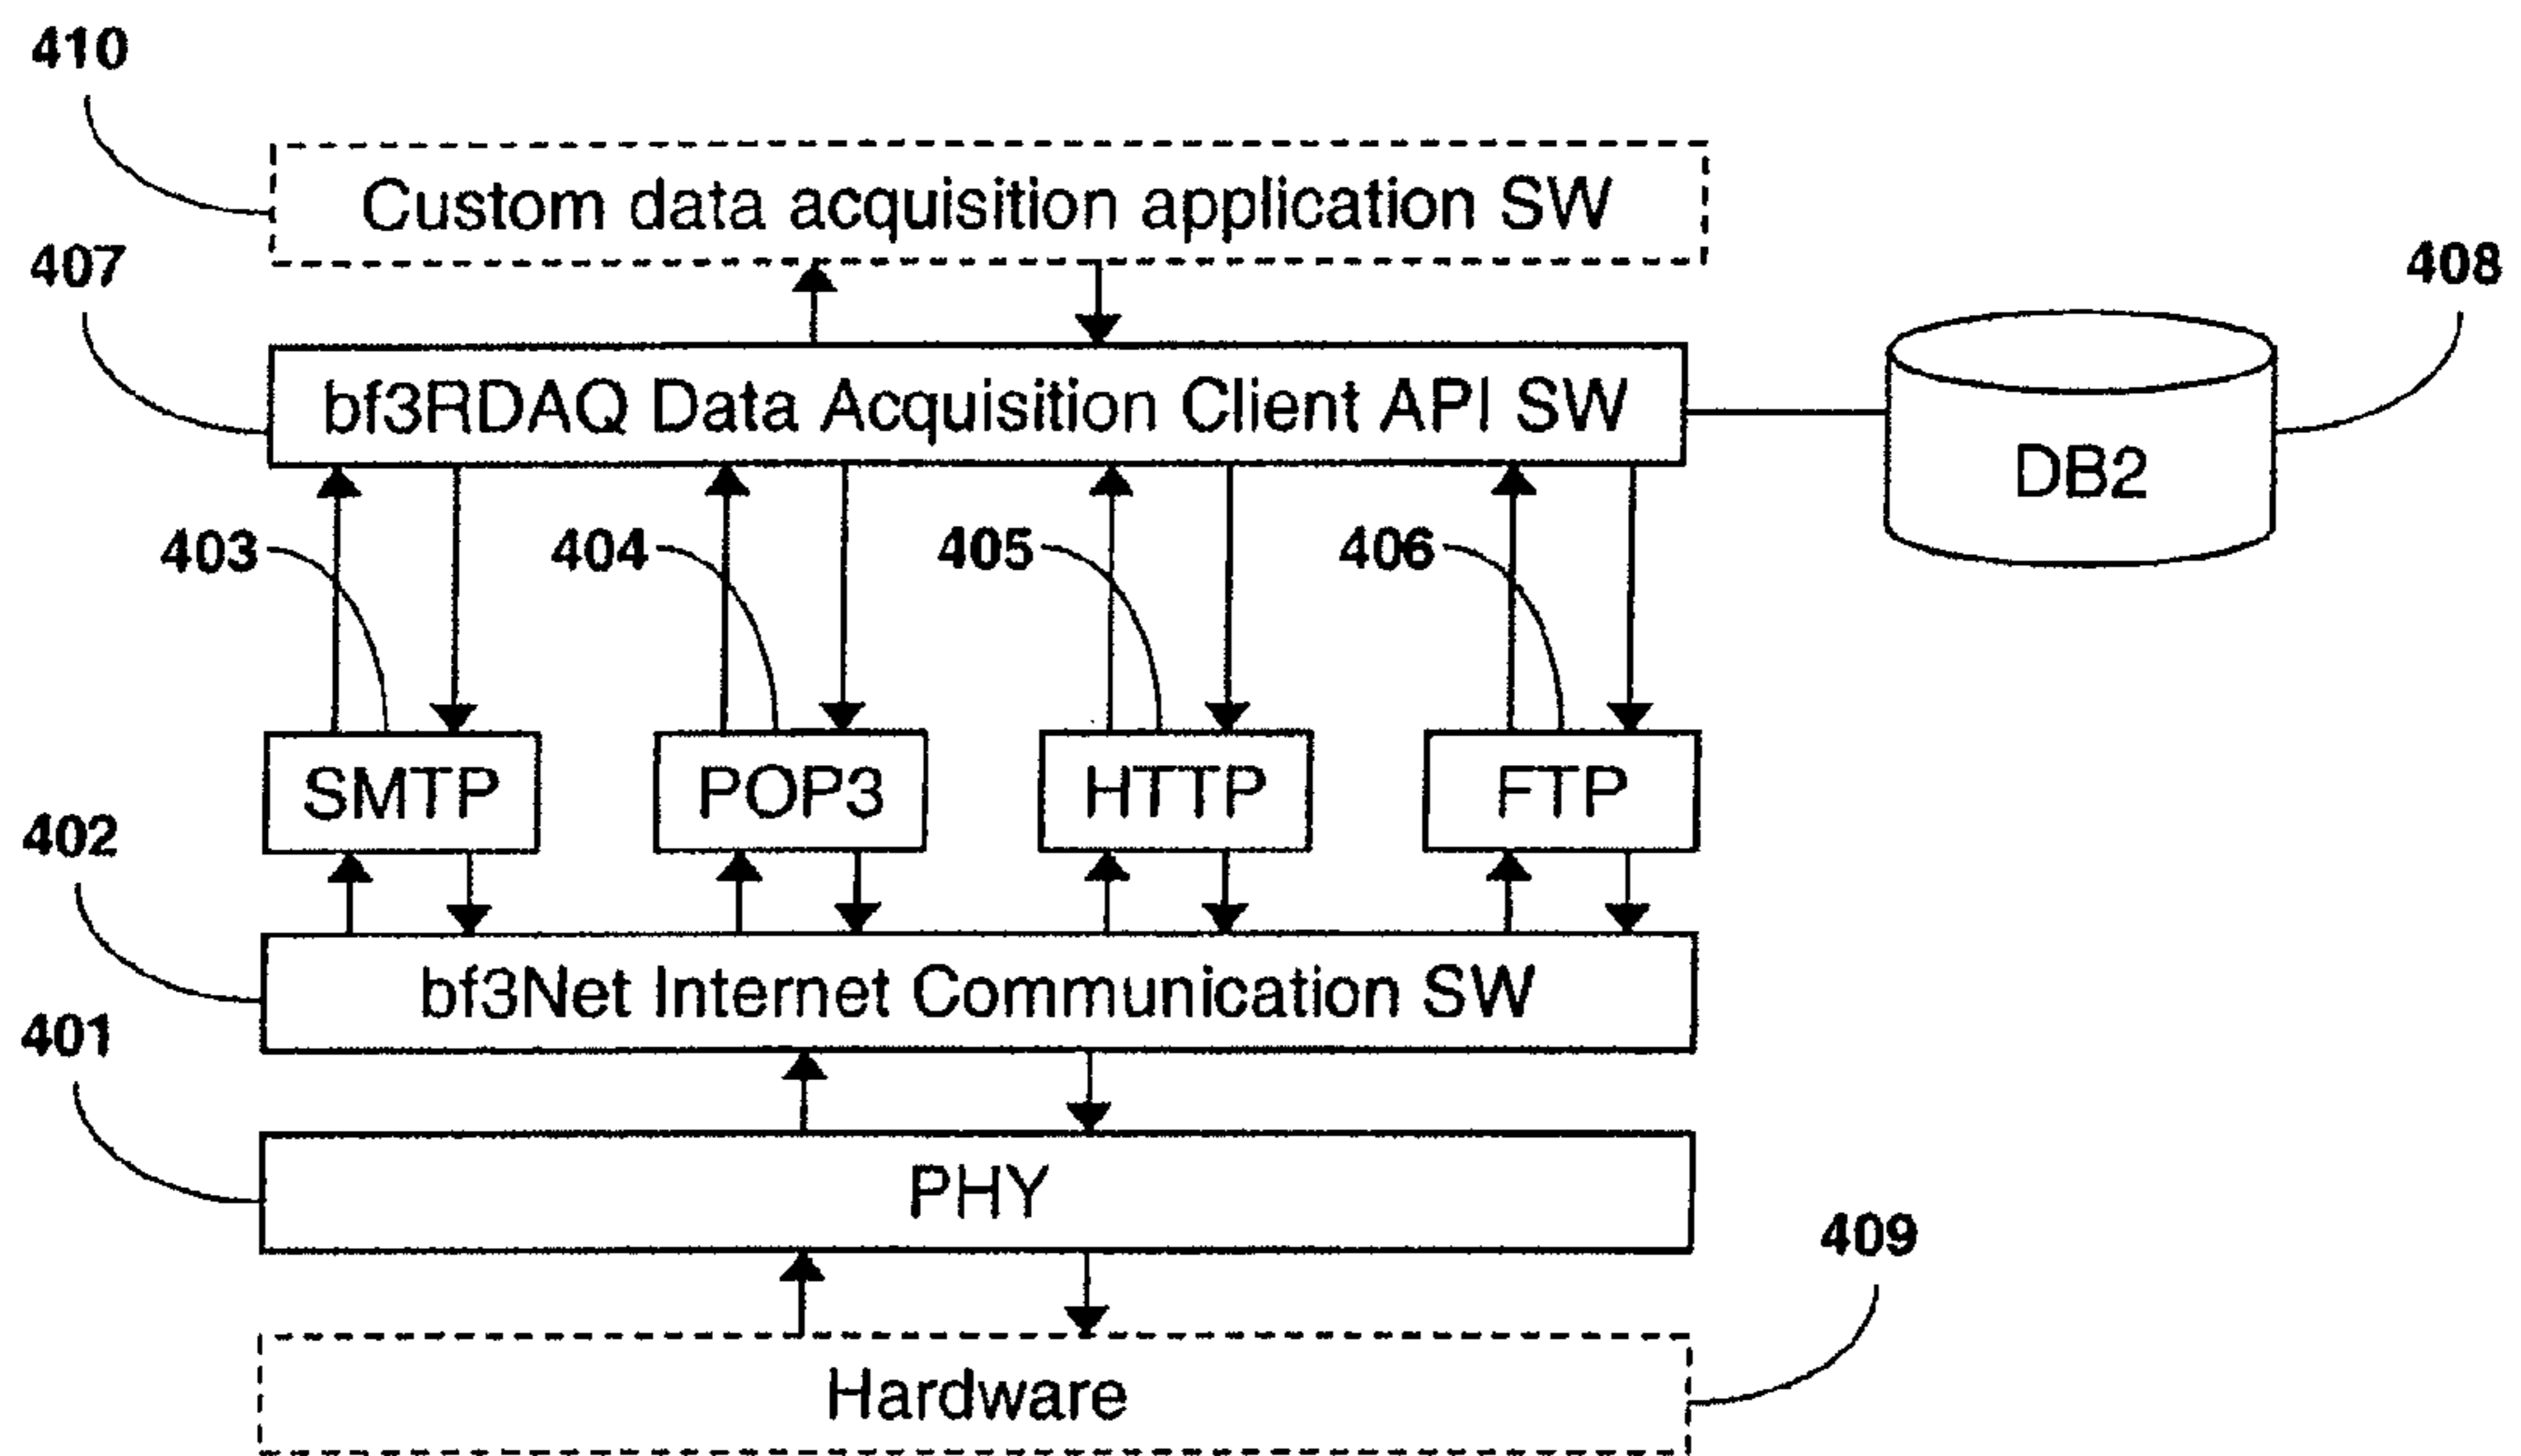 410
Custom data acquisition application SW
407
408
bf3RDAQ Data Acquisition Client API SW
DB2
403
404
405
406
SMTP
POP3
HTTP
FTP
402
bf3Net Internet Communication SW
401
PHY
409
Hardware